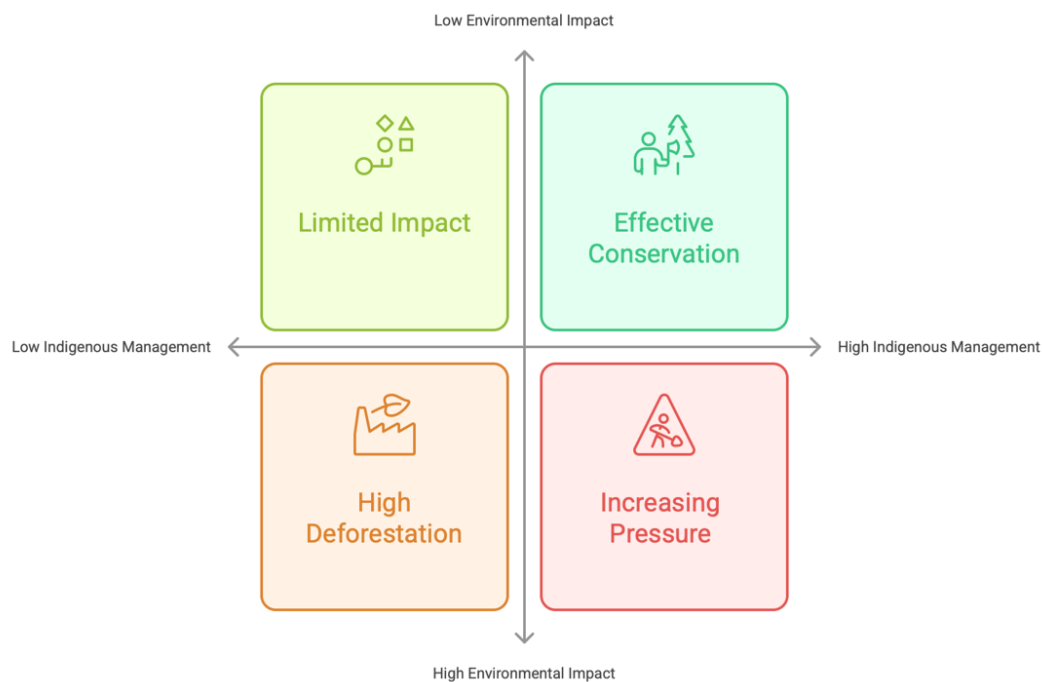 Low Environmental Impact
Limited Impact
Effective
Conservation
Low Indigenous Management
High Indigenous Management
High
Deforestation
Increasing
Pressure
High Environmental Impact